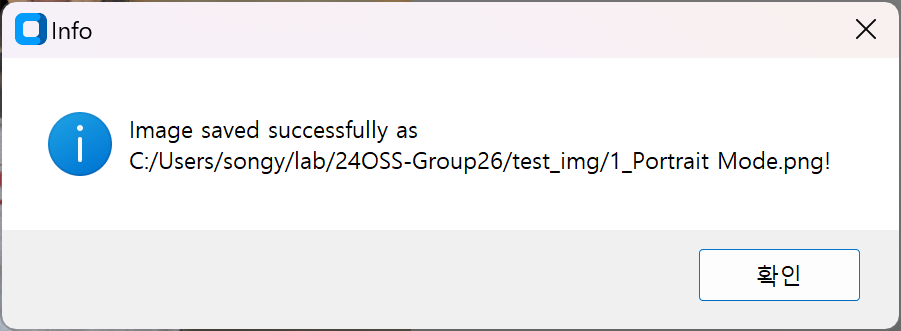 Info
Image saved successfully as
C:/Users/songy/lab/24OSS-Group26/test_img/1_Portrait Mode.png!
확인